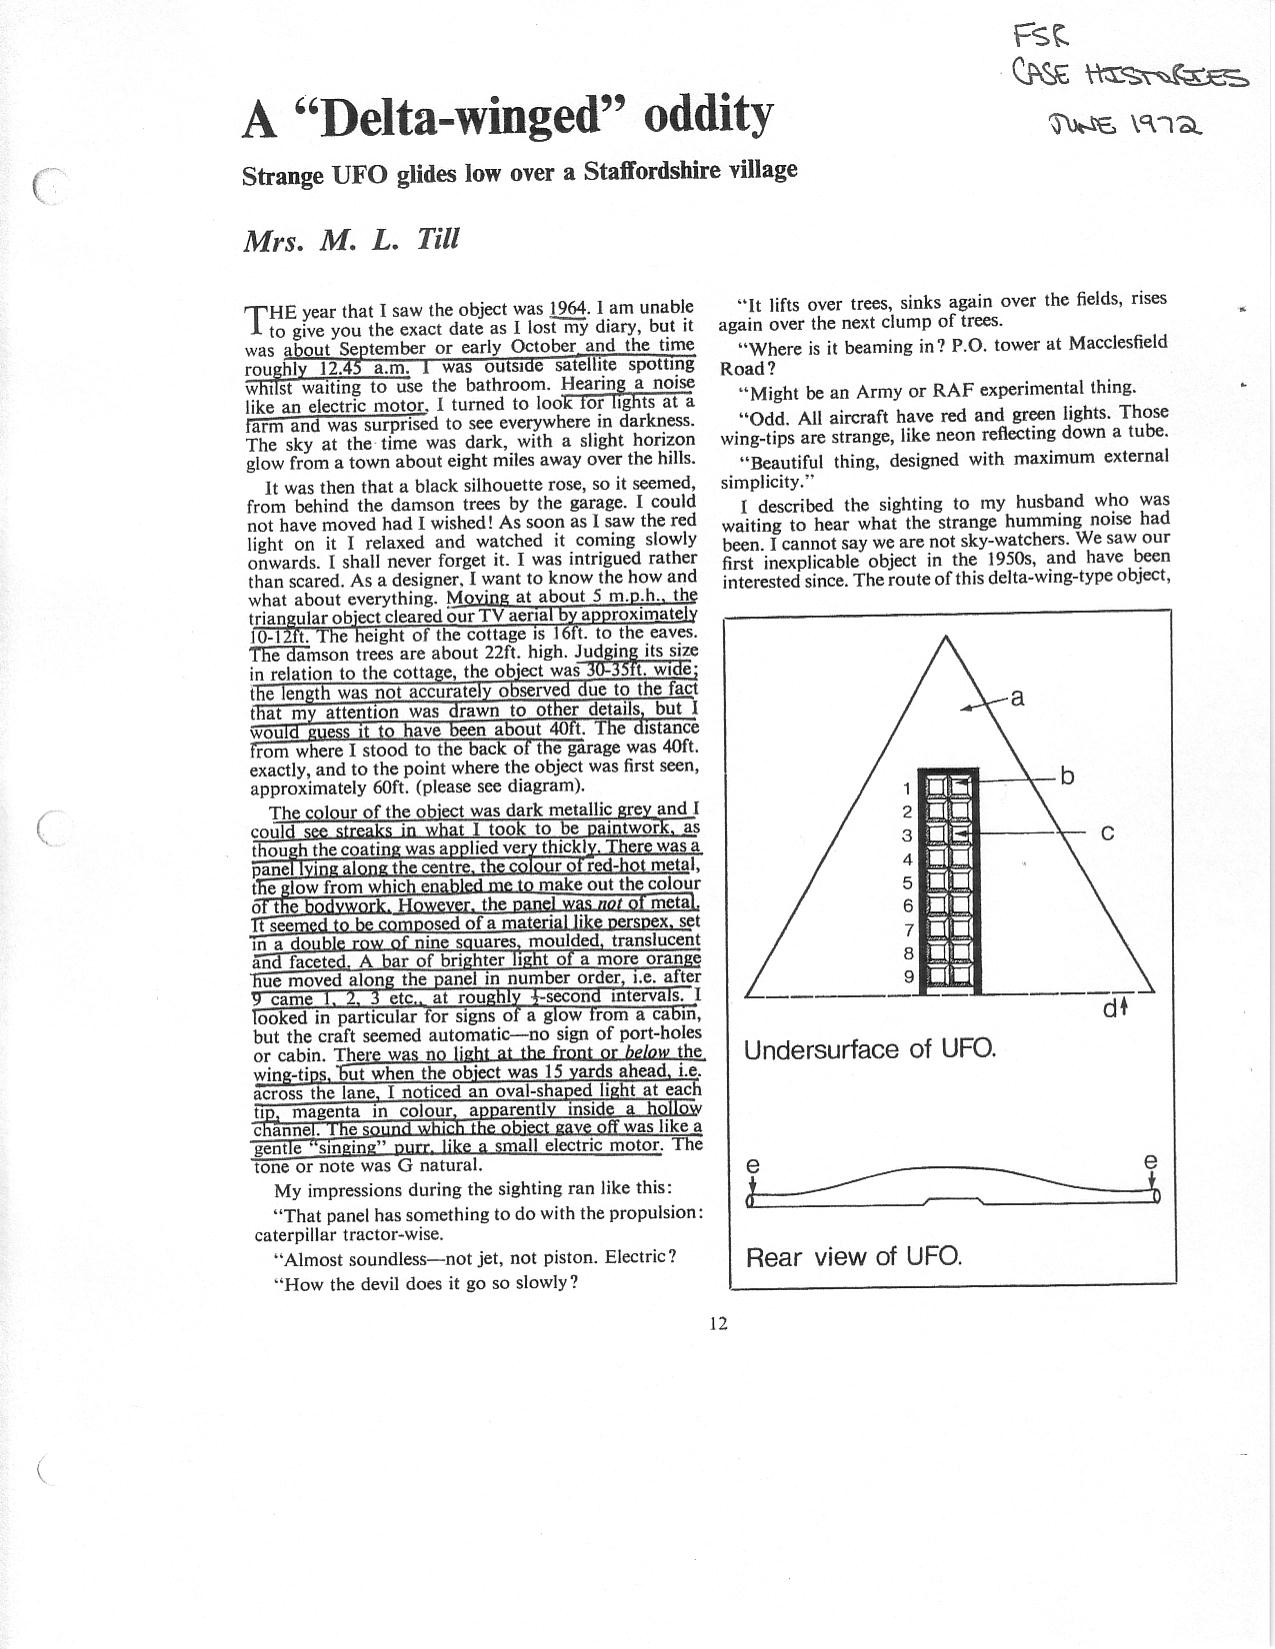 FSR
CASE HISTORIES
JUNE 1972
A “Delta-winged” oddity
Strange UFO glides low over a Staffordshire village
Mrs. M. L. Till
THE year that I saw the object was 1964. I am unable
to give you the exact date as I lost my diary, but it
was about September or early October and the time
roughly 12.45 a.m. I was outside satellite spotting
whilst waiting to use the bathroom. Hearing a noise
like an electric motor, I turned to look for lights at a
farm and was surprised to see everywhere in darkness.
The sky at the time was dark, with a slight horizon
glow from a town about eight miles away over the hills.
It was then that a black silhouette rose, so it seemed,
from behind the damson trees by the garage. I could
not have moved had I wished! As soon as I saw the red
light on it I relaxed and watched it coming slowly
onwards. I shall never forget it. I was intrigued rather
than scared. As a designer, I want to know the how and
what about everything. Moving at about 5 m.p.h., the
triangular object cleared our TV aerial by approximately
10-12ft. The height of the cottage is 16ft. to the eaves.
The damson trees are about 22ft. high. Judging its size
in relation to the cottage, the object was 30-35ft. wide;
the length was not accurately observed due to the fact
that my attention was drawn to other details, but I
would guess it to have been about 40ft. The distance
from where I stood to the back of the garage was 40ft.
exactly, and to the point where the object was first seen,
approximately 60ft. (please see diagram).
The colour of the object was dark metallic grey and I
could see streaks in what I took to be paintwork, as
though the coating was applied very thickly. There was a
panel lying along the centre, the colour of red-hot metal,
the glow from which enabled me to make out the colour
of the bodywork. However, the panel was not of metal.
It seemed to be composed of a material like perspex, set
in a double row of nine squares, moulded, translucent
and faceted. A bar of brighter light of a more orange
hue moved along the panel in number order, i.e. after
9 came 1, 2, 3 etc., at roughly ½-second intervals. I
looked in particular for signs of a glow from a cabin,
but the craft seemed automatic—no sign of port-holes
or cabin. There was no light at the front or below the
wing-tips, but when the object was 15 yards ahead, i.e.
across the lane, I noticed an oval-shaped light at each
tip, magenta in colour, apparently inside a hollow
channel. The sound which the object gave off was like a
gentle “singing” purr, like a small electric motor. The
tone or note was G natural.
My impressions during the sighting ran like this:
“That panel has something to do with the propulsion:
caterpillar tractor-wise.
“Almost soundless—not jet, not piston. Electric?
“How the devil does it go so slowly?
“It lifts over trees, sinks again over the fields, rises
again over the next clump of trees.
“Where is it beaming in? P.O. tower at Macclesfield
Road?
“Might be an Army or RAF experimental thing.
“Odd. All aircraft have red and green lights. Those
wing-tips are strange, like neon reflecting down a tube.
“Beautiful thing, designed with maximum external
simplicity.”
I described the sighting to my husband who was
waiting to hear what the strange humming noise had
been. I cannot say we are not sky-watchers. We saw our
first inexplicable object in the 1950s, and have been
interested since. The route of this delta-wing-type object,
a
b
c
1
2
3
4
5
6
7
8
9
d
Undersurface of UFO.
e
e
Rear view of UFO.
12